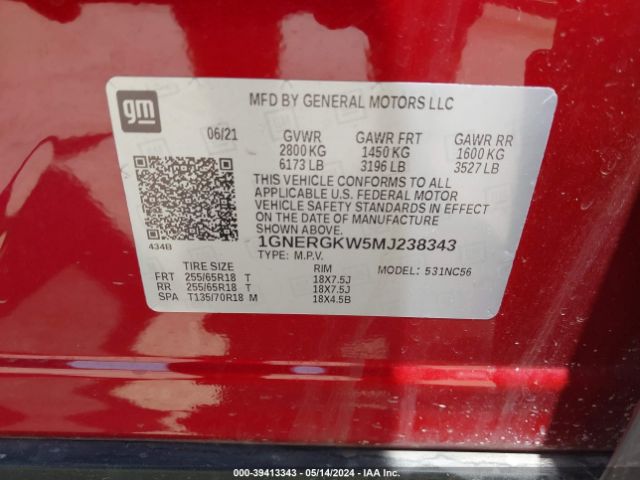 gm
MFD BY GENERAL MOTORS LLC
06/21 GVWR GAWR FRT GAWR RR
2800 KG 1450 KG 1600 KG
6173 LB 3196 LB 3527 LB
THIS VEHICLE CONFORMS TO ALL
APPLICABLE U.S. FEDERAL MOTOR
VEHICLE SAFETY STANDARDS IN EFFECT
ON THE DATE OF MANUFACTURE
SHOWN ABOVE.
434B
1GNERGKW5MJ238343
TYPE: M.P.V.
TIRE SIZE RIM MODEL: 531NC56
FRT 255/65R18 T 18X7.5J
RR 255/65R18 T 18X7.5J
SPA T135/70R18 M 18X4.5B
000-39413343 - 05/14/2024 - IAA Inc.